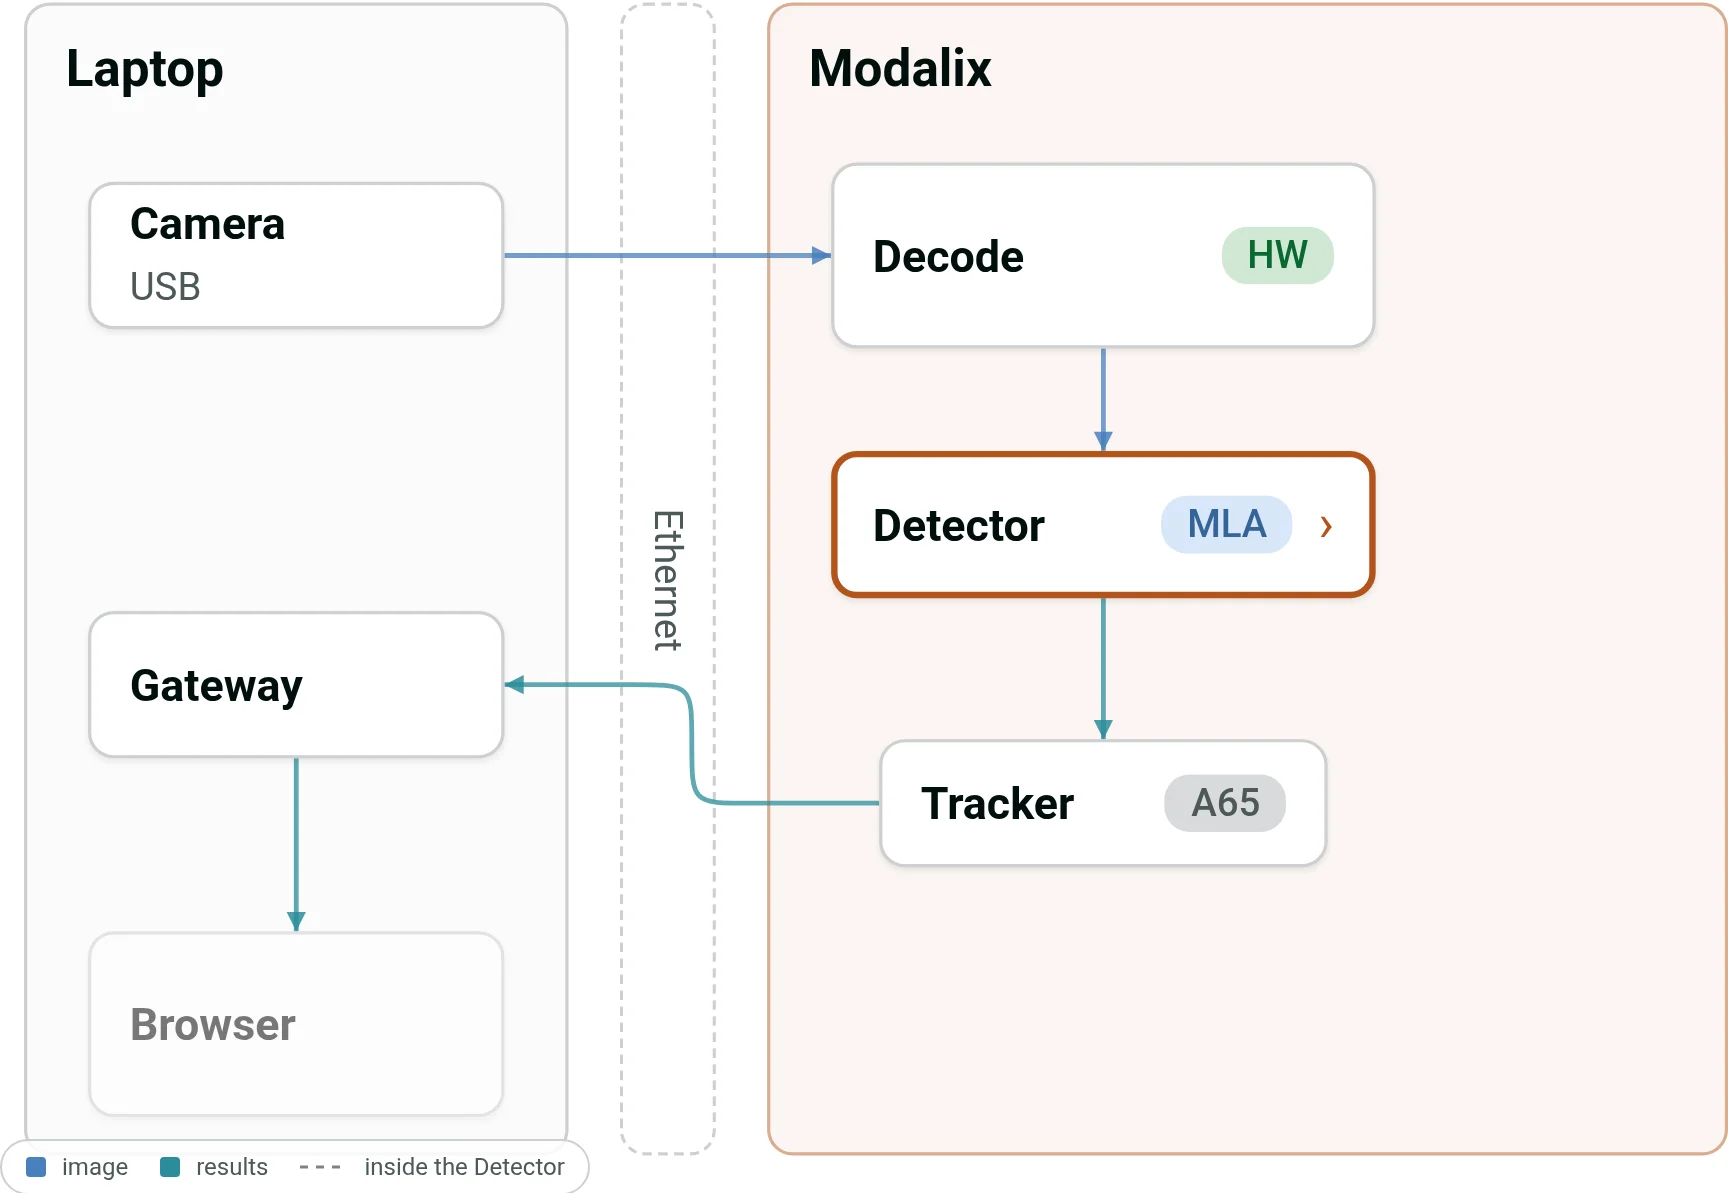 Laptop
Camera
USB
Gateway
Browser
Ethernet
Modalix
Decode
HW
Detector
MLA ›
Tracker
A65
image
results
inside the Detector